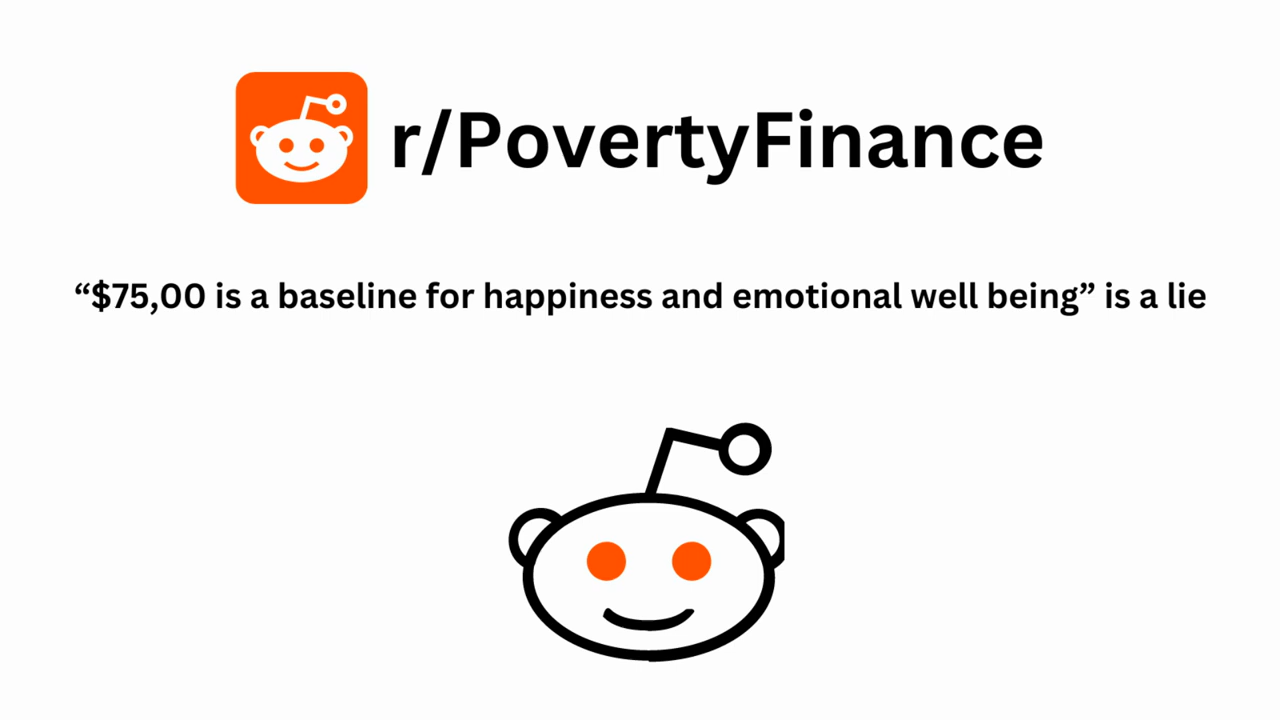 r/PovertyFinance
“$75,00 is a baseline for happiness and emotional well being” is a lie